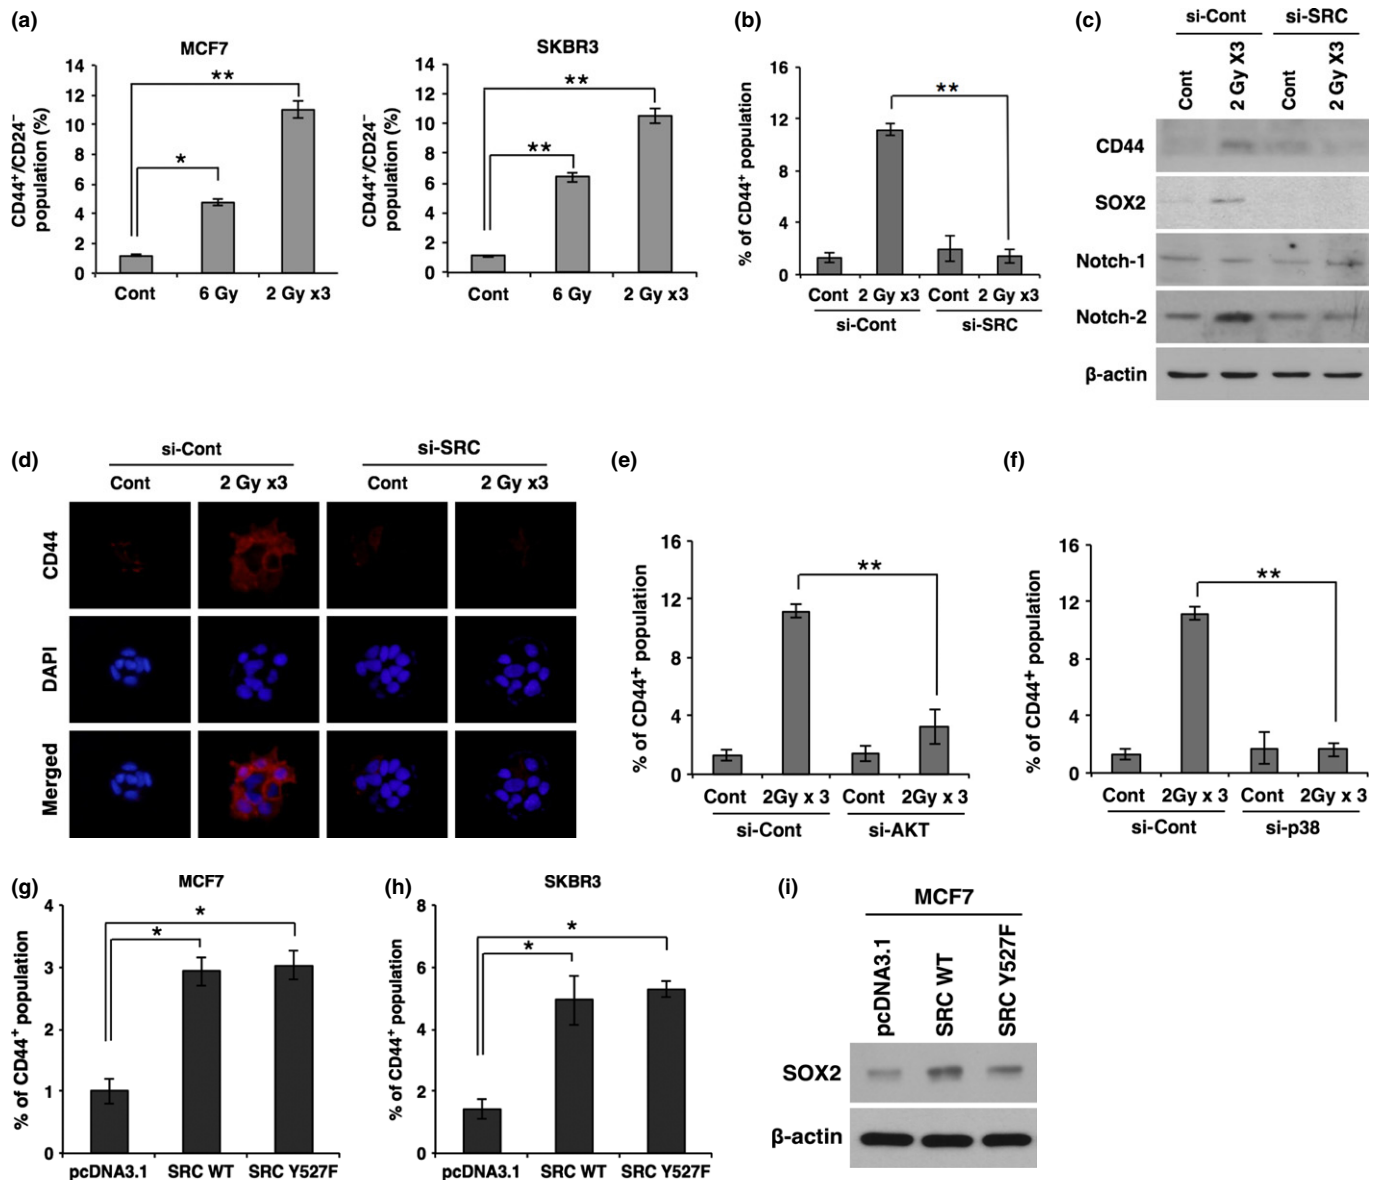 (a)
MCF7
CD44+/CD24−
population (%)
14
12
10
8
6
4
2
0
**
*
Cont 6 Gy 2 Gy x3
SKBR3
CD44+/CD24−
population (%)
14
12
10
8
6
4
2
0
**
**
Cont 6 Gy 2 Gy x3
(b)
% of CD44+ population
16
12
8
4
0
**
Cont 2 Gy x3 Cont 2 Gy x3
si-Cont si-SRC
(c)
si-Cont si-SRC
Cont 2 Gy X3 Cont 2 Gy X3
CD44
SOX2
Notch-1
Notch-2
β-actin
(d)
si-Cont si-SRC
Cont 2 Gy x3 Cont 2 Gy x3
CD44
DAPI
Merged
(e)
% of CD44+ population
16
12
8
4
0
**
Cont 2Gy x 3 Cont 2Gy x 3
si-Cont si-AKT
(f)
% of CD44+ population
16
12
8
4
0
**
Cont 2Gy x 3 Cont 2Gy x 3
si-Cont si-p38
(g)
MCF7
% of CD44+ population
4
3
2
1
0
*
*
pcDNA3.1 SRC WT SRC Y527F
(h)
SKBR3
% of CD44+ population
8
6
4
2
0
*
*
pcDNA3.1 SRC WT SRC Y527F
(i)
MCF7
pcDNA3.1 SRC WT SRC Y527F
SOX2
β-actin